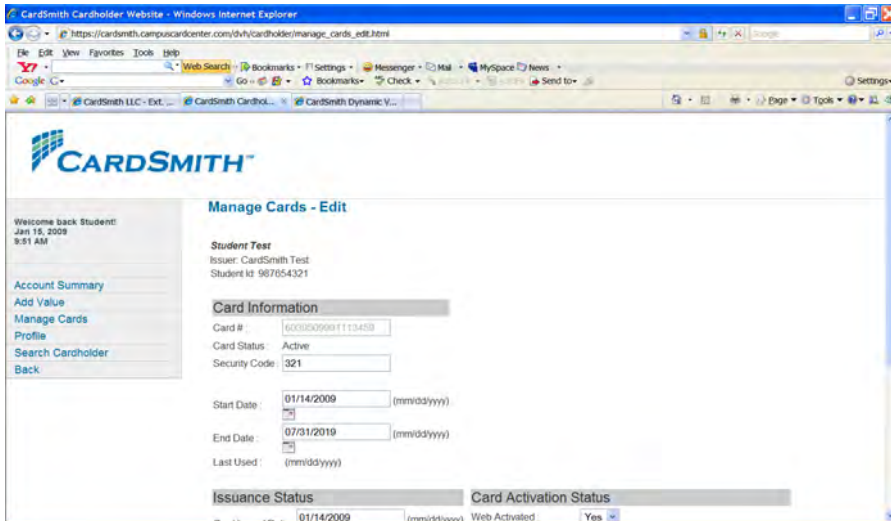 CardSmith Cardholder Website - Windows Internet Explorer
https://cardsmith.campuscardcenter.com/dvh/cardholder/manage_cards_edit.html
File Edit View Favorites Tools Help
Y7 Web Search Bookmarks Settings Messenger Mail MySpace News
Google Go Bookmarks Check Send to Settings
CardSmith LLC - Ext. ... CardSmith Cardhol... CardSmith Dynamic V... Page Tools
CARDSMITH™
Manage Cards - Edit
Welcome back Student!
Jan 15, 2009
9:51 AM
Student Test
Issuer: CardSmith Test
Student Id: 987654321
Account Summary
Add Value
Manage Cards
Profile
Search Cardholder
Back
Card Information
Card # :
Card Status : Active
Security Code : 321
Start Date : 01/14/2009 (mm/dd/yyyy)
End Date : 07/31/2019 (mm/dd/yyyy)
Last Used : (mm/dd/yyyy)
Issuance Status Card Activation Status
01/14/2009 (mm/dd/yyyy) Web Activated : Yes